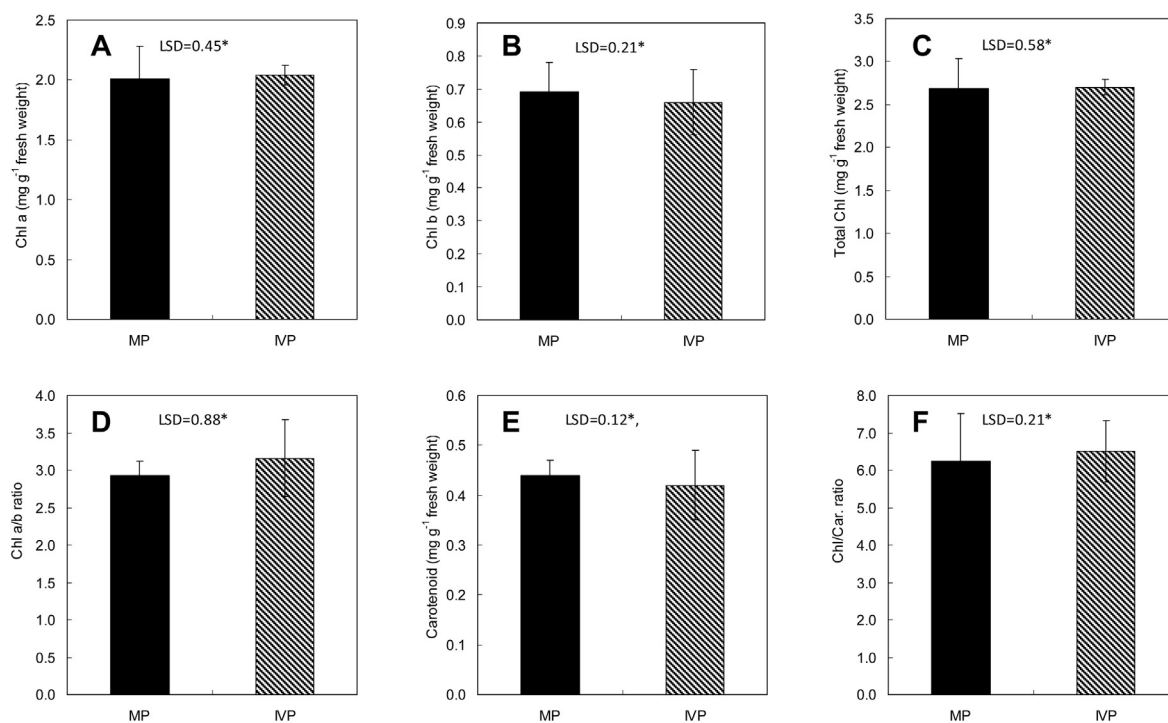 A
LSD=0.45*
Chl a (mg g⁻¹ fresh weight)
2.5
2.0
1.5
1.0
0.5
0.0
MP
IVP
B
LSD=0.21*
Chl b (mg g⁻¹ fresh weight)
0.9
0.8
0.7
0.6
0.5
0.4
0.3
0.2
0.1
0.0
MP
IVP
C
LSD=0.58*
Total Chl (mg g⁻¹ fresh weight)
3.5
3.0
2.5
2.0
1.5
1.0
0.5
0.0
MP
IVP
D
LSD=0.88*
Chl a/b ratio
4.0
3.5
3.0
2.5
2.0
1.5
1.0
0.5
0.0
MP
IVP
E
LSD=0.12*,
Carotenoid (mg g⁻¹ fresh weight)
0.6
0.5
0.4
0.3
0.2
0.1
0.0
MP
IVP
F
LSD=0.21*
Chl/Car. ratio
8.0
7.0
6.0
5.0
4.0
3.0
2.0
1.0
0.0
MP
IVP